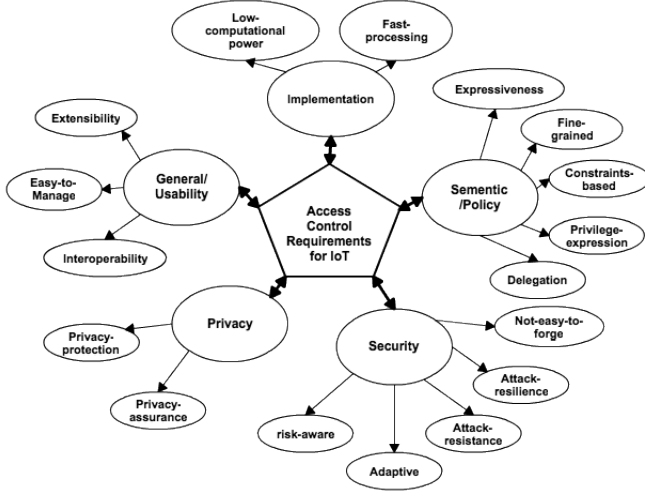 Low-
computational
power
Fast-
processing
Implementation
Expressiveness
Fine-
grained
Constraints-
based
Privilege-
expression
Delegation
Sementic
/Policy
Extensibility
Easy-to-
Manage
Interoperability
General/
Usability
Access
Control
Requirements
for IoT
Privacy
Privacy-
protection
Privacy-
assurance
Security
Not-easy-to-
forge
Attack-
resilience
Attack-
resistance
Adaptive
risk-aware